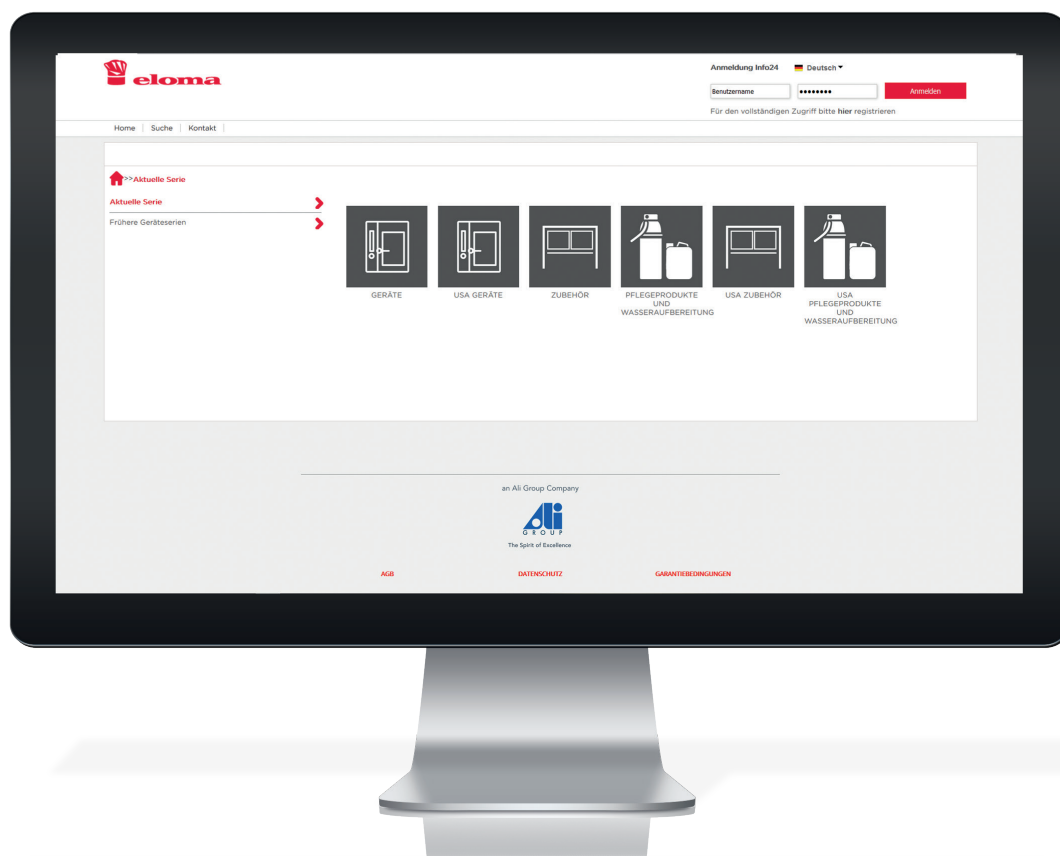 eloma
Anmeldung Info24 Deutsch
Benutzername •••••••• Anmelden
Für den vollständigen Zugriff bitte hier registrieren
Home Suche Kontakt
>>Aktuelle Serie
Aktuelle Serie
Frühere Geräteserien
GERÄTE
USA GERÄTE
ZUBEHÖR
PFLEGEPRODUKTE
UND
WASSERAUFBEREITUNG
USA ZUBEHÖR
USA
PFLEGEPRODUKTE
UND
WASSERAUFBEREITUNG
an Ali Group Company
Ali
GROUP
The Spirit of Excellence
AGB DATENSCHUTZ GARANTIEBEDINGUNGEN